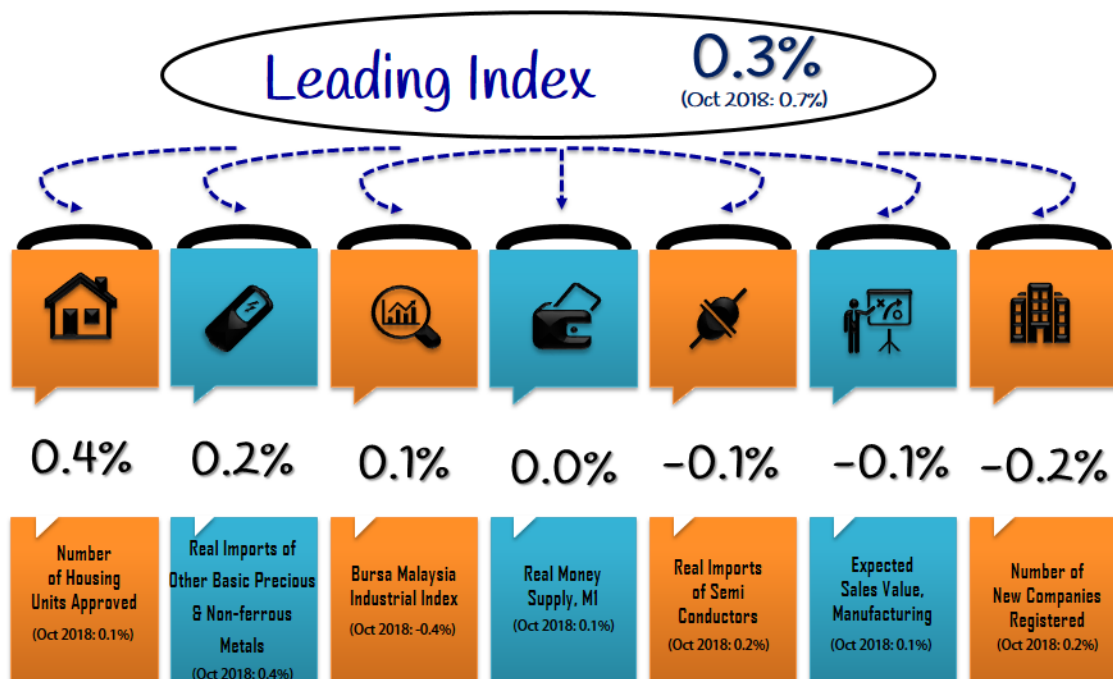 Leading Index
0.3%
(Oct 2018: 0.7%)
0.4%
0.2%
0.1%
0.0%
-0.1%
-0.1%
-0.2%
Number
of Housing
Units Approved
(Oct 2018: 0.1%)
Real Imports of
Other Basic Precious
& Non-ferrous
Metals
(Oct 2018: 0.4%)
Bursa Malaysia
Industrial Index
(Oct 2018: -0.4%)
Real Money
Supply, M1
(Oct 2018: 0.1%)
Real Imports
of Semi
Conductors
(Oct 2018: 0.2%)
Expected
Sales Value,
Manufacturing
(Oct 2018: 0.1%)
Number of
New Companies
Registered
(Oct 2018: 0.2%)